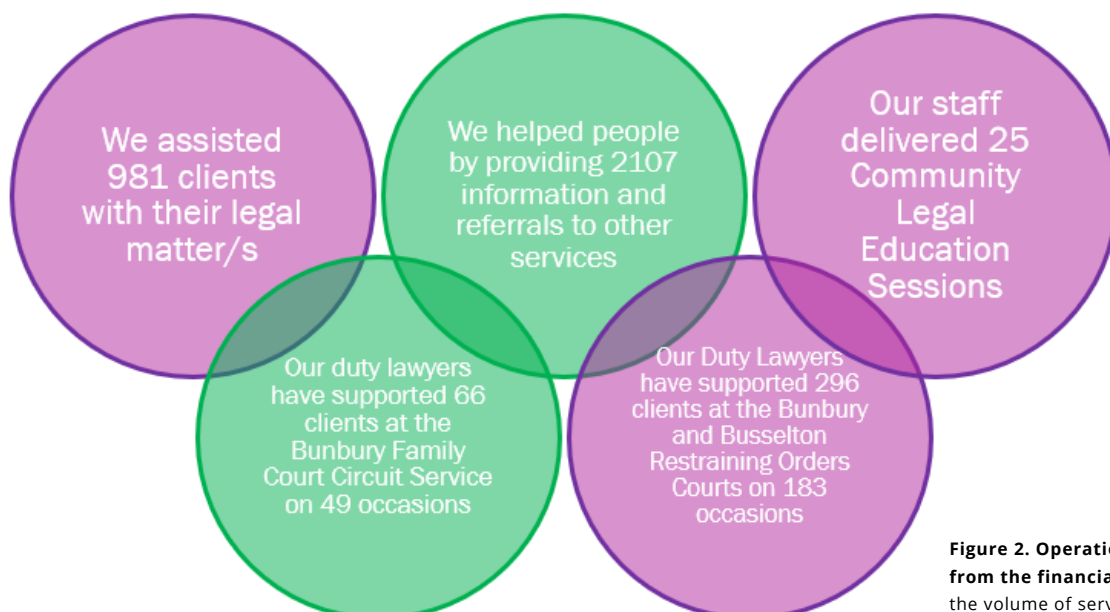 We assisted
981 clients
with their legal
matter/s
We helped people
by providing 2107
information and
referrals to other
services
Our staff
delivered 25
Community
Legal
Education
Sessions
Our duty lawyers
have supported 66
clients at the
Bunbury Family
Court Circuit Service
on 49 occasions
Our Duty Lawyers
have supported 296
clients at the Bunbury
and Busselton
Restraining Orders
Courts on 183
occasions
Figure 2.
from the
the volume of